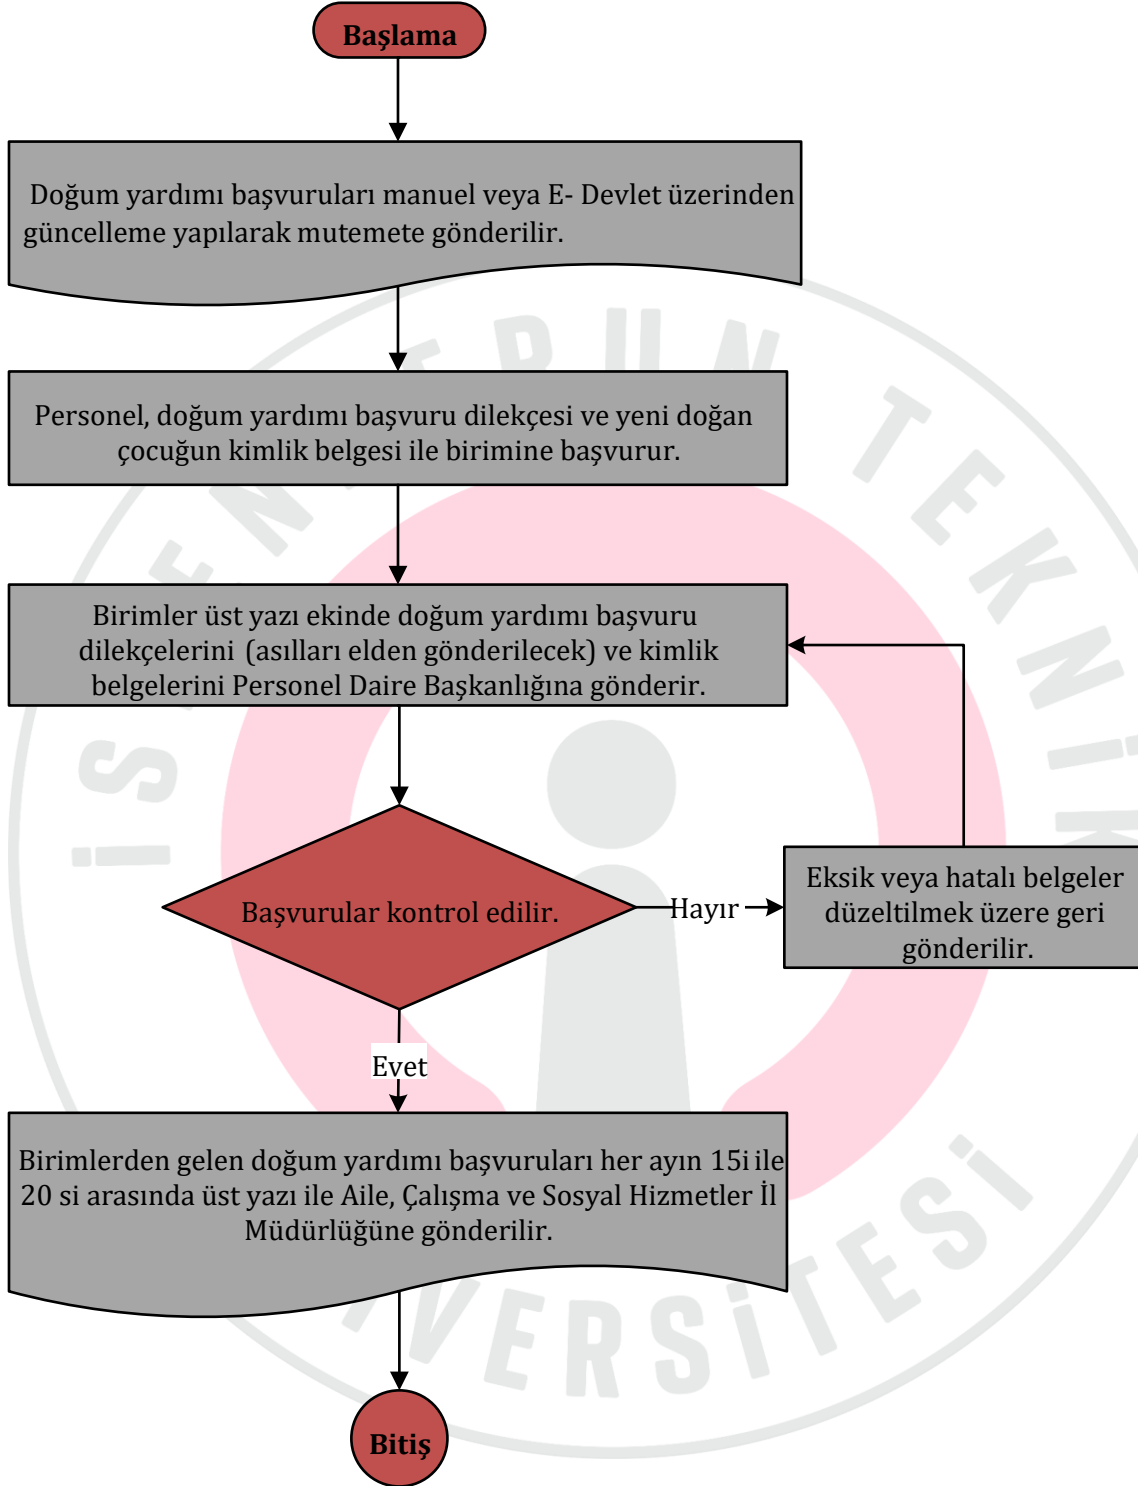 Başlama
Doğum yardımı başvuruları manuel veya E- Devlet üzerinden
güncelleme yapılarak mutemete gönderilir.
Personel, doğum yardımı başvuru dilekçesi ve yeni doğan
çocuğun kimlik belgesi ile birimine başvurur.
Birimler üst yazı ekinde doğum yardımı başvuru
dilekçelerini (asılları elden gönderilecek) ve kimlik
belgelerini Personel Daire Başkanlığına gönderir.
Başvurular kontrol edilir.
Hayır
Eksik veya hatalı belgeler
düzeltilmek üzere geri
gönderilir.
Evet
Birimlerden gelen doğum yardımı başvuruları her ayın 15i ile
20 si arasında üst yazı ile Aile, Çalışma ve Sosyal Hizmetler İl
Müdürlüğüne gönderilir.
Bitiş
TEKNİK